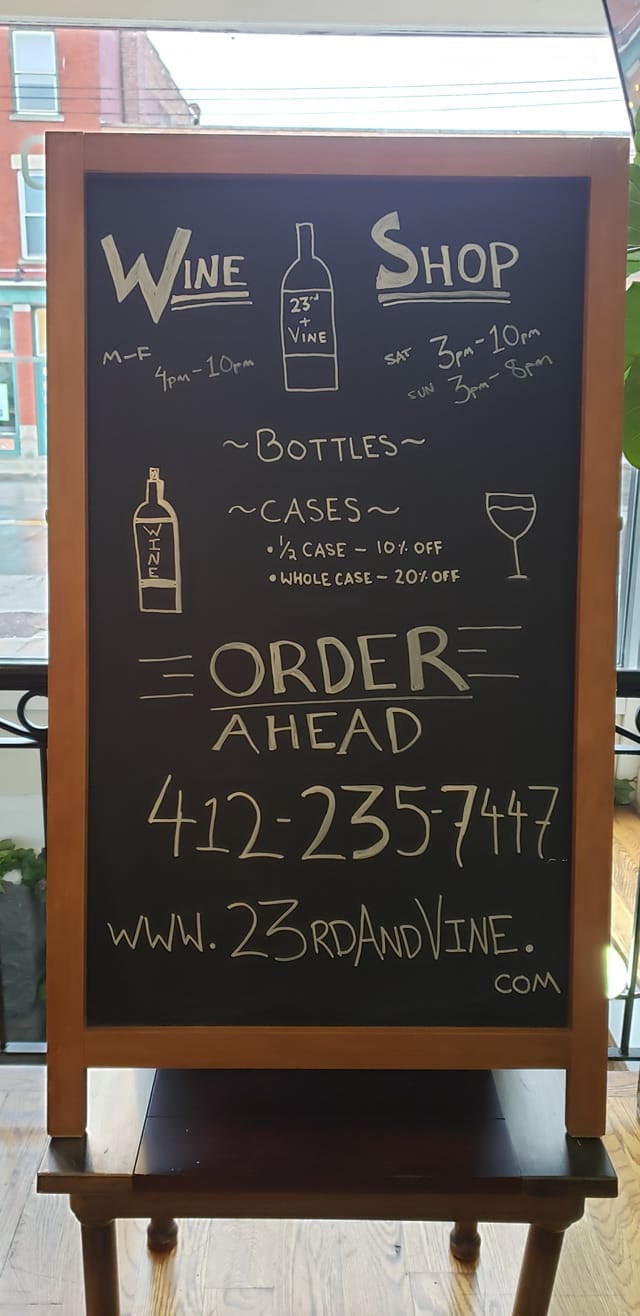 WINE SHOP
23rd
+
VINE
M-F 4pm-10pm
SAT 3pm-10pm
SUN 3pm-8pm
~BOTTLES~
WINE
~CASES~
• 1/2 CASE - 10% OFF
• WHOLE CASE - 20% OFF
ORDER
AHEAD
412-235-7447
WWW.23RDANDVINE.
COM